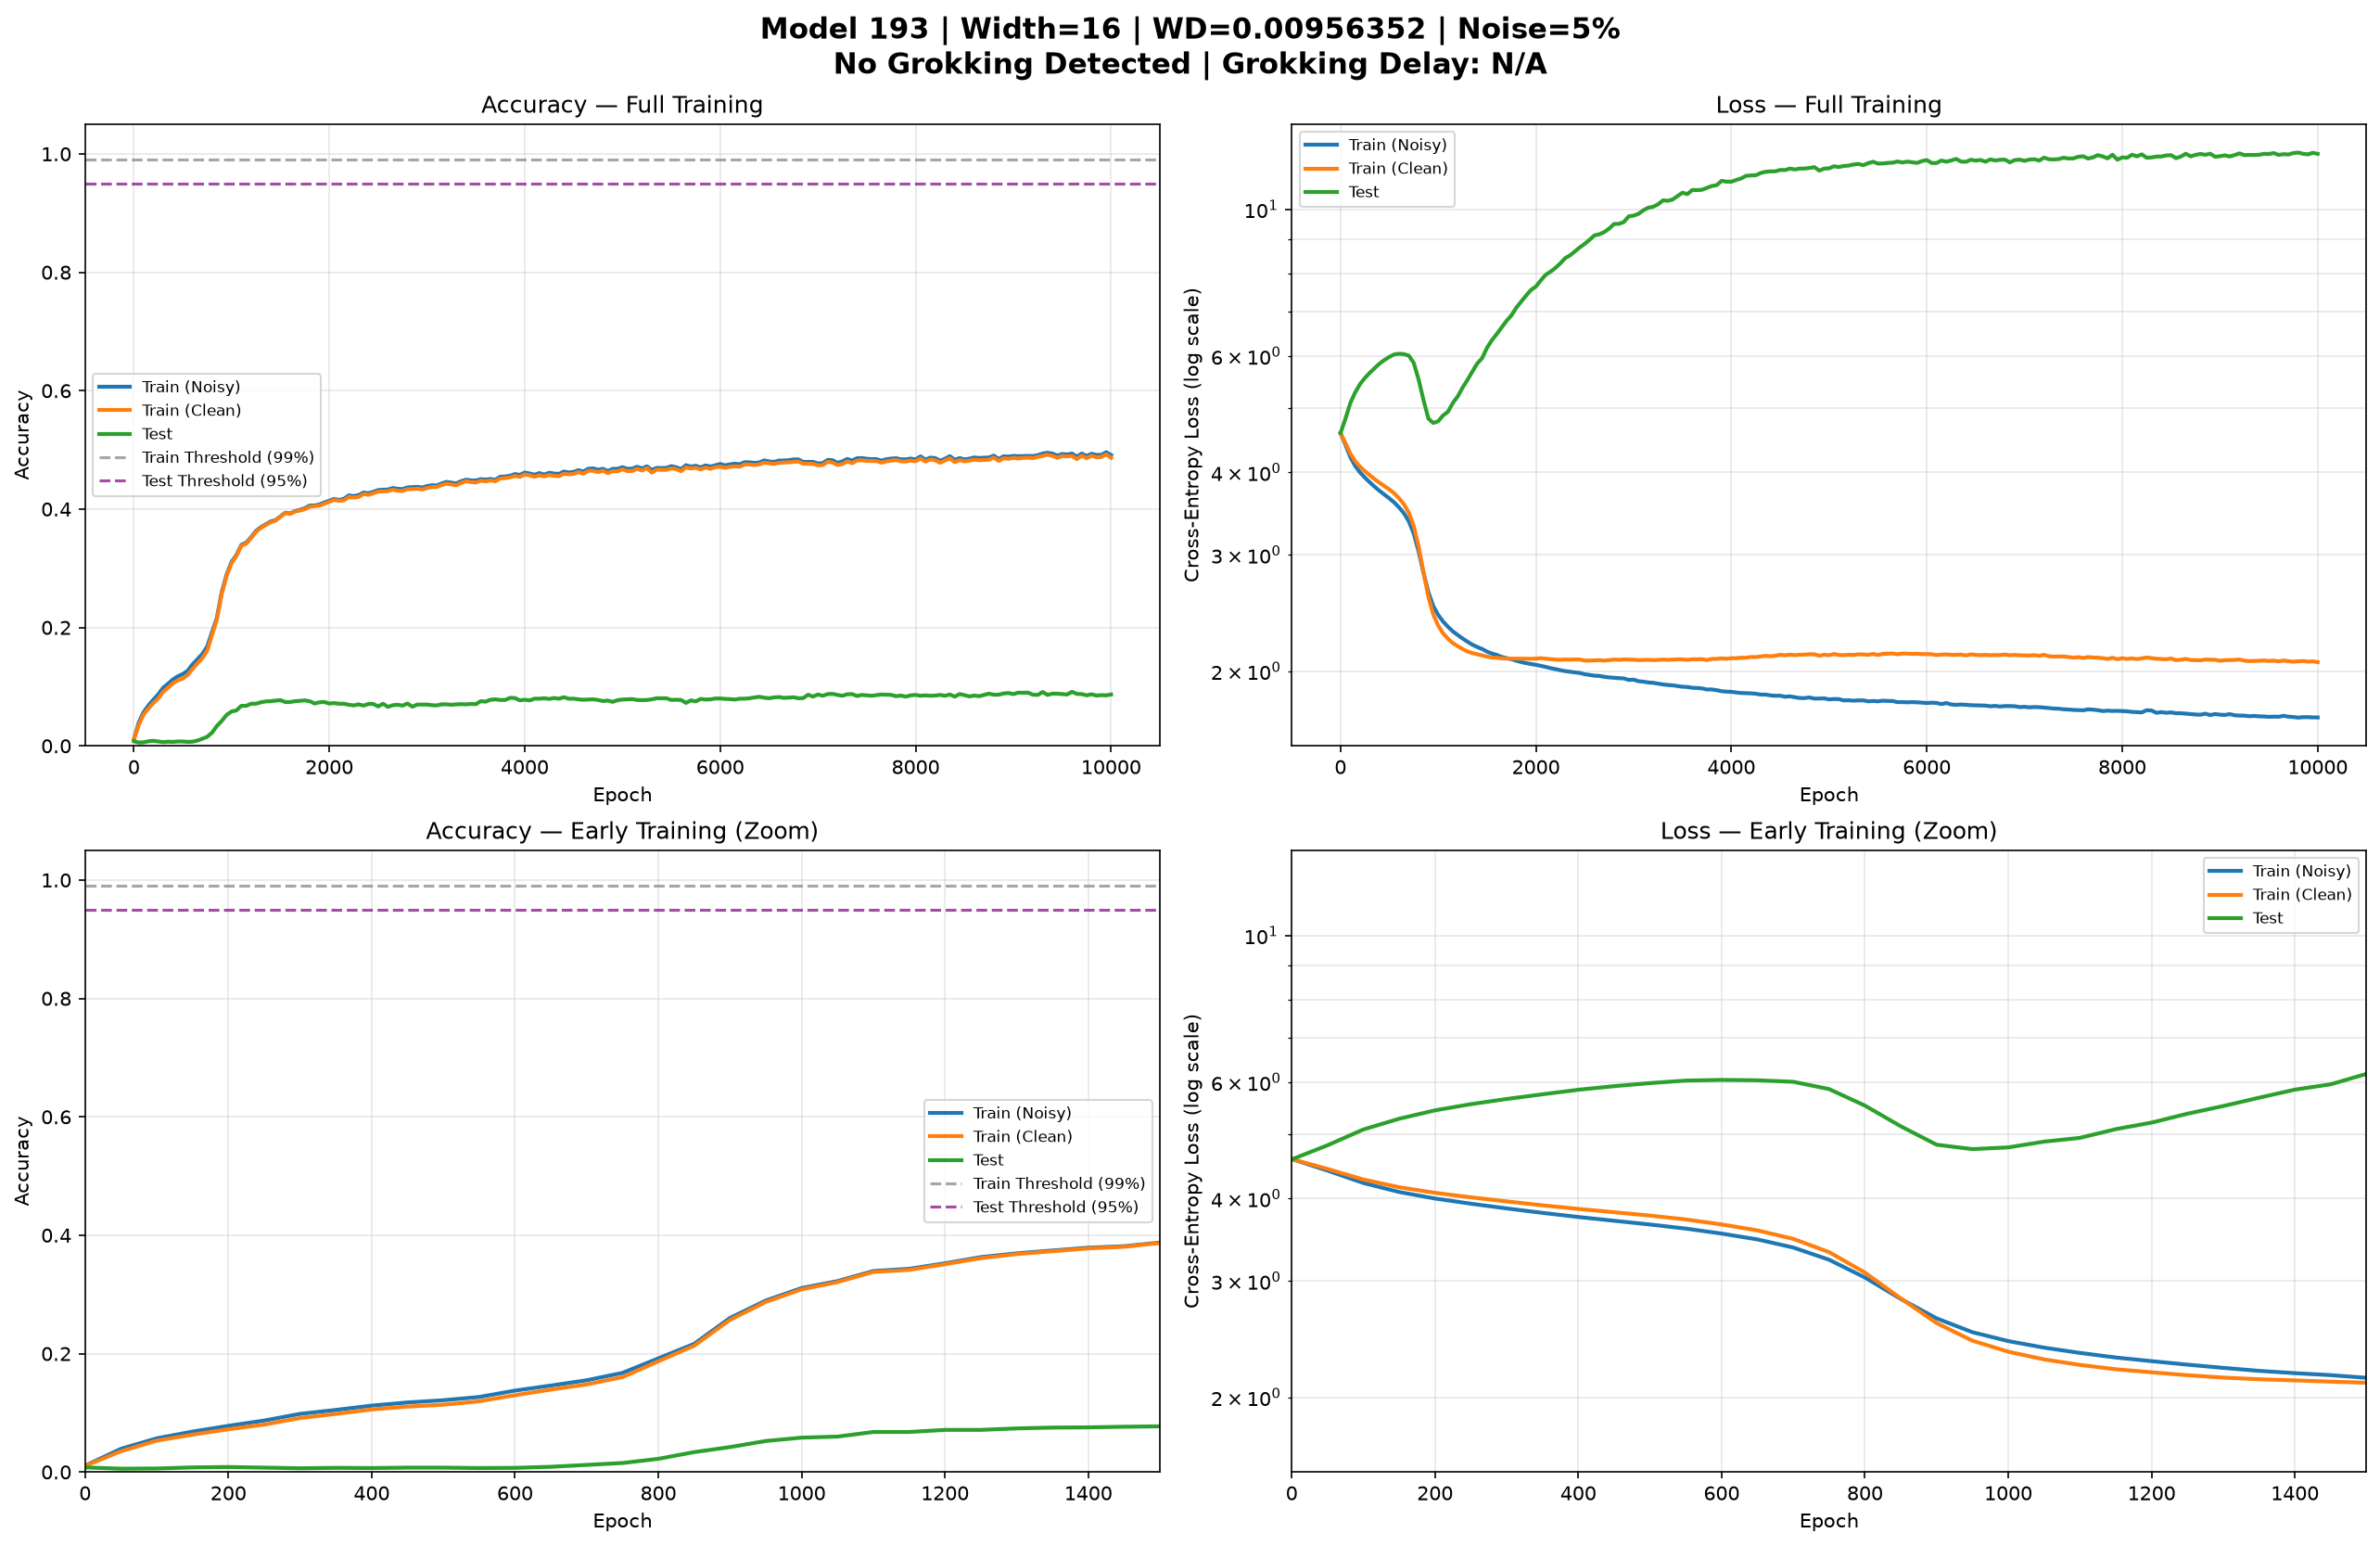 Model 193 | Width=16 | WD=0.00956352 | Noise=5%
No Grokking Detected | Grokking Delay: N/A
Accuracy — Full Training
1.0
0.8
0.6
0.4
0.2
0.0
Accuracy
Train (Noisy)
Train (Clean)
Test
Train Threshold (99%)
Test Threshold (95%)
0 2000 4000 6000 8000 10000
Epoch
Loss — Full Training
10¹
6 × 10⁰
4 × 10⁰
3 × 10⁰
2 × 10⁰
Cross-Entropy Loss (log scale)
Train (Noisy)
Train (Clean)
Test
0 2000 4000 6000 8000 10000
Epoch
Accuracy — Early Training (Zoom)
1.0
0.8
0.6
0.4
0.2
0.0
Accuracy
Train (Noisy)
Train (Clean)
Test
Train Threshold (99%)
Test Threshold (95%)
0 200 400 600 800 1000 1200 1400
Epoch
Loss — Early Training (Zoom)
10¹
6 × 10⁰
4 × 10⁰
3 × 10⁰
2 × 10⁰
Cross-Entropy Loss (log scale)
Train (Noisy)
Train (Clean)
Test
0 200 400 600 800 1000 1200 1400
Epoch